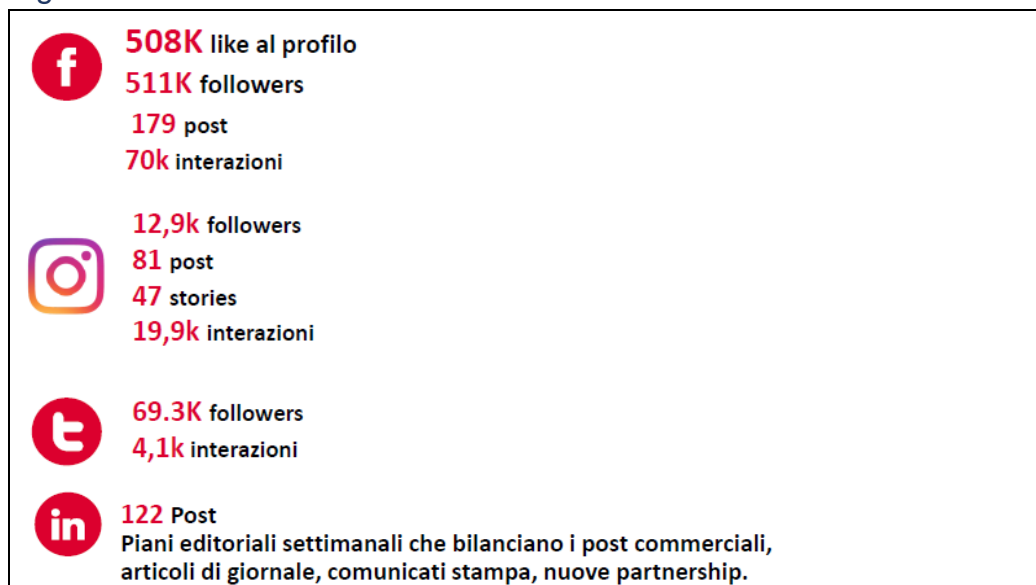 508K like al profilo
511K followers
179 post
70k interazioni
12,9k followers
81 post
47 stories
19,9k interazioni
69.3K followers
4,1k interazioni
122 Post
Piani editoriali settimanali che bilanciano i post commerciali,
articoli di giornale, comunicati stampa, nuove partnership.